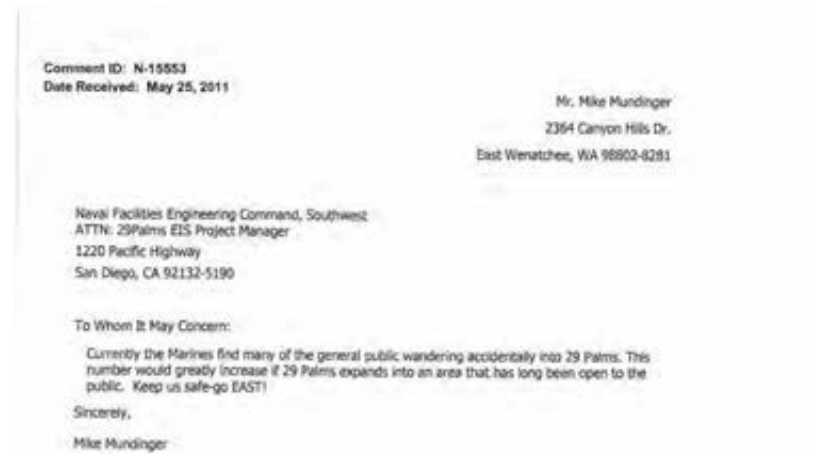 Comment ID: N-15553
Date Received: May 25, 2011
Mr. Mike Mundinger
2364 Canyon Hills Dr.
East Wenatchee, WA 98802-8281
Naval Facilities Engineering Command, Southwest
ATTN: 29Palms EIS Project Manager
1220 Pacific Highway
San Diego, CA 92132-5190
To Whom It May Concern:
Currently the Marines find many of the general public wandering accidentally into 29 Palms. This
number would greatly increase if 29 Palms expands into an area that has long been open to the
public. Keep us safe-go EAST!
Sincerely,
Mike Mundinger